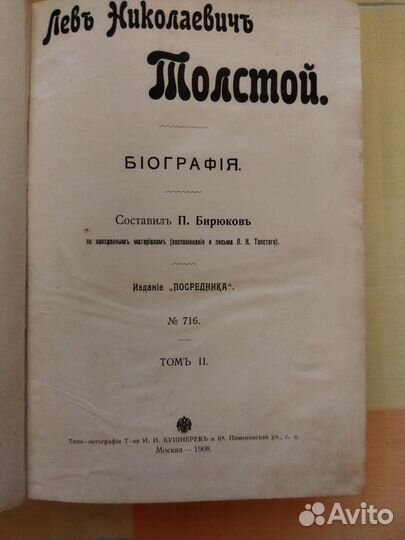 Левъ Николаевичъ
Толстой.
БІОГРАФІЯ.
Составилъ П. Бирюковъ
по неизданнымъ матеріаламъ (воспоминанія и письма Л. Н. Толстого).
Изданіе „ПОСРЕДНИКА“.
№ 716.
ТОМЪ II.
Типо-литографія Т-ва И. Н. КУШНЕРЕВЪ и К°. Пименовская ул., с. д.
Москва — 1908.
Avito